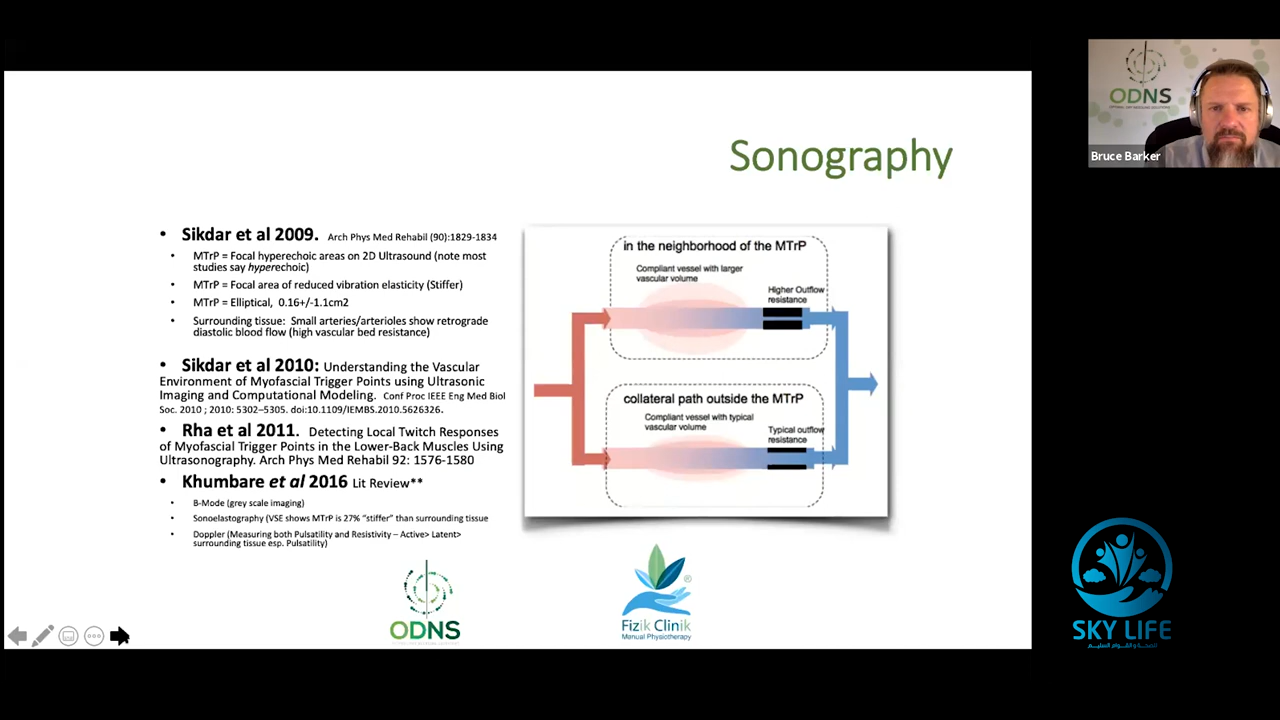 Sonography
• Sikdar et al 2009. Arch Phys Med Rehabil (90):1829-1834
• MTrP = Focal hyperechoic areas on 2D Ultrasound (note most
studies say hyperechoic)
• MTrP = Focal area of reduced vibration elasticity (Stiffer)
• MTrP = Elliptical, 0.16+/-1.1cm2
• Surrounding tissue: Small arteries/arterioles show retrograde
diastolic blood flow (high vascular bed resistance)
• Sikdar et al 2010: Understanding the Vascular
Environment of Myofascial Trigger Points using Ultrasonic
Imaging and Computational Modeling. Conf Proc IEEE Eng Med Biol
Soc. 2010 ; 2010: 5302–5305. doi:10.1109/IEMBS.2010.5626326.
• Rha et al 2011. Detecting Local Twitch Responses
of Myofascial Trigger Points in the Lower-Back Muscles Using
Ultrasonography. Arch Phys Med Rehabil 92: 1576-1580
• Khumbare et al 2016 Lit Review**
• B-Mode (grey scale imaging)
• Sonoelastography (VSE shows MTrP is 27% “stiffer” than surrounding tissue
• Doppler (Measuring both Pulsatility and Resistivity – Active> Latent>
surrounding tissue esp. Pulsatility)
in the neighborhood of the MTrP
Compliant vessel with larger
vascular volume
Higher Outflow
resistance
collateral path outside the MTrP
Compliant vessel with typical
vascular volume
Typical outflow
resistance
ODNS
Fizik Clinik
Manual Physiotherapy
®
ODNS
Bruce Barker
SKY LIFE
للصحة و القوام السليم